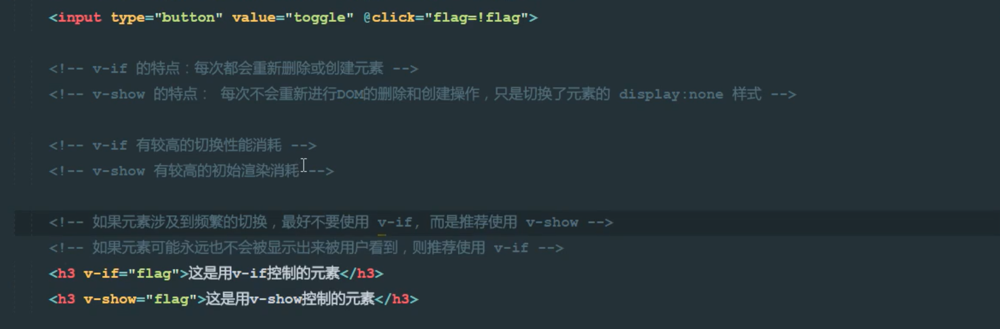 <input type="button" value="toggle" @click="flag=!flag">
<!-- v-if 的特点：每次都会重新删除或创建元素 -->
<!-- v-show 的特点： 每次不会重新进行DOM的删除和创建操作，只是切换了元素的 display:none 样式 -->
<!-- v-if 有较高的切换性能消耗 -->
<!-- v-show 有较高的初始渲染消耗 -->
<!-- 如果元素涉及到频繁的切换，最好不要使用 v-if, 而是推荐使用 v-show -->
<!-- 如果元素可能永远也不会被显示出来被用户看到，则推荐使用 v-if -->
<h3 v-if="flag">这是用v-if控制的元素</h3>
<h3 v-show="flag">这是用v-show控制的元素</h3>